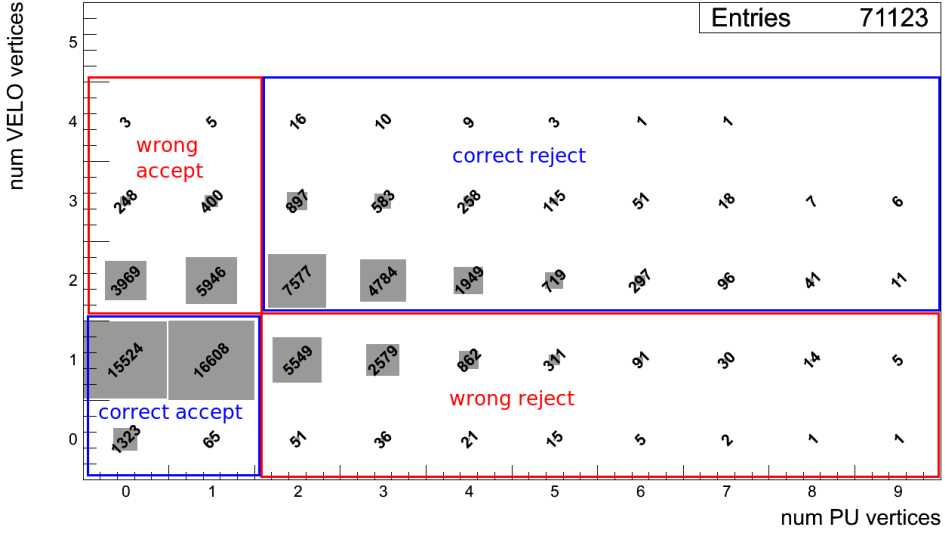 Entries 71123
num VELO vertices
5
4 3 5 16 10 9 3 1 1
wrong
accept
correct reject
3 248 400 897 583 258 115 51 18 7 6
2 3969 5946 7577 4784 1949 719 297 96 41 11
1 15524 16608 5549 2579 862 311 91 30 14 5
wrong reject
correct accept
0 1323 65 51 36 21 15 5 2 1 1
0 1 2 3 4 5 6 7 8 9
num PU vertices